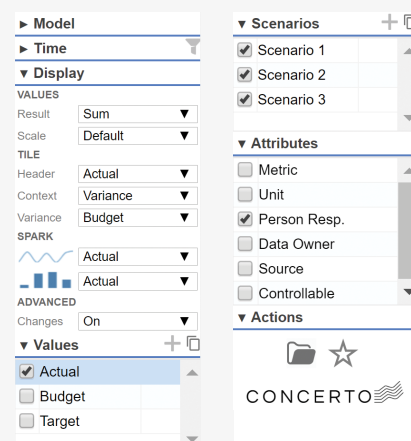 Model
Time
Display
VALUES
Result Sum
Scale Default
TILE
Header Actual
Context Variance
Variance Budget
SPARK
Actual
Actual
ADVANCED
Changes On
Values
Actual
Budget
Target
Scenarios
Scenario 1
Scenario 2
Scenario 3
Attributes
Metric
Unit
Person Resp.
Data Owner
Source
Controllable
Actions
CONCERTO